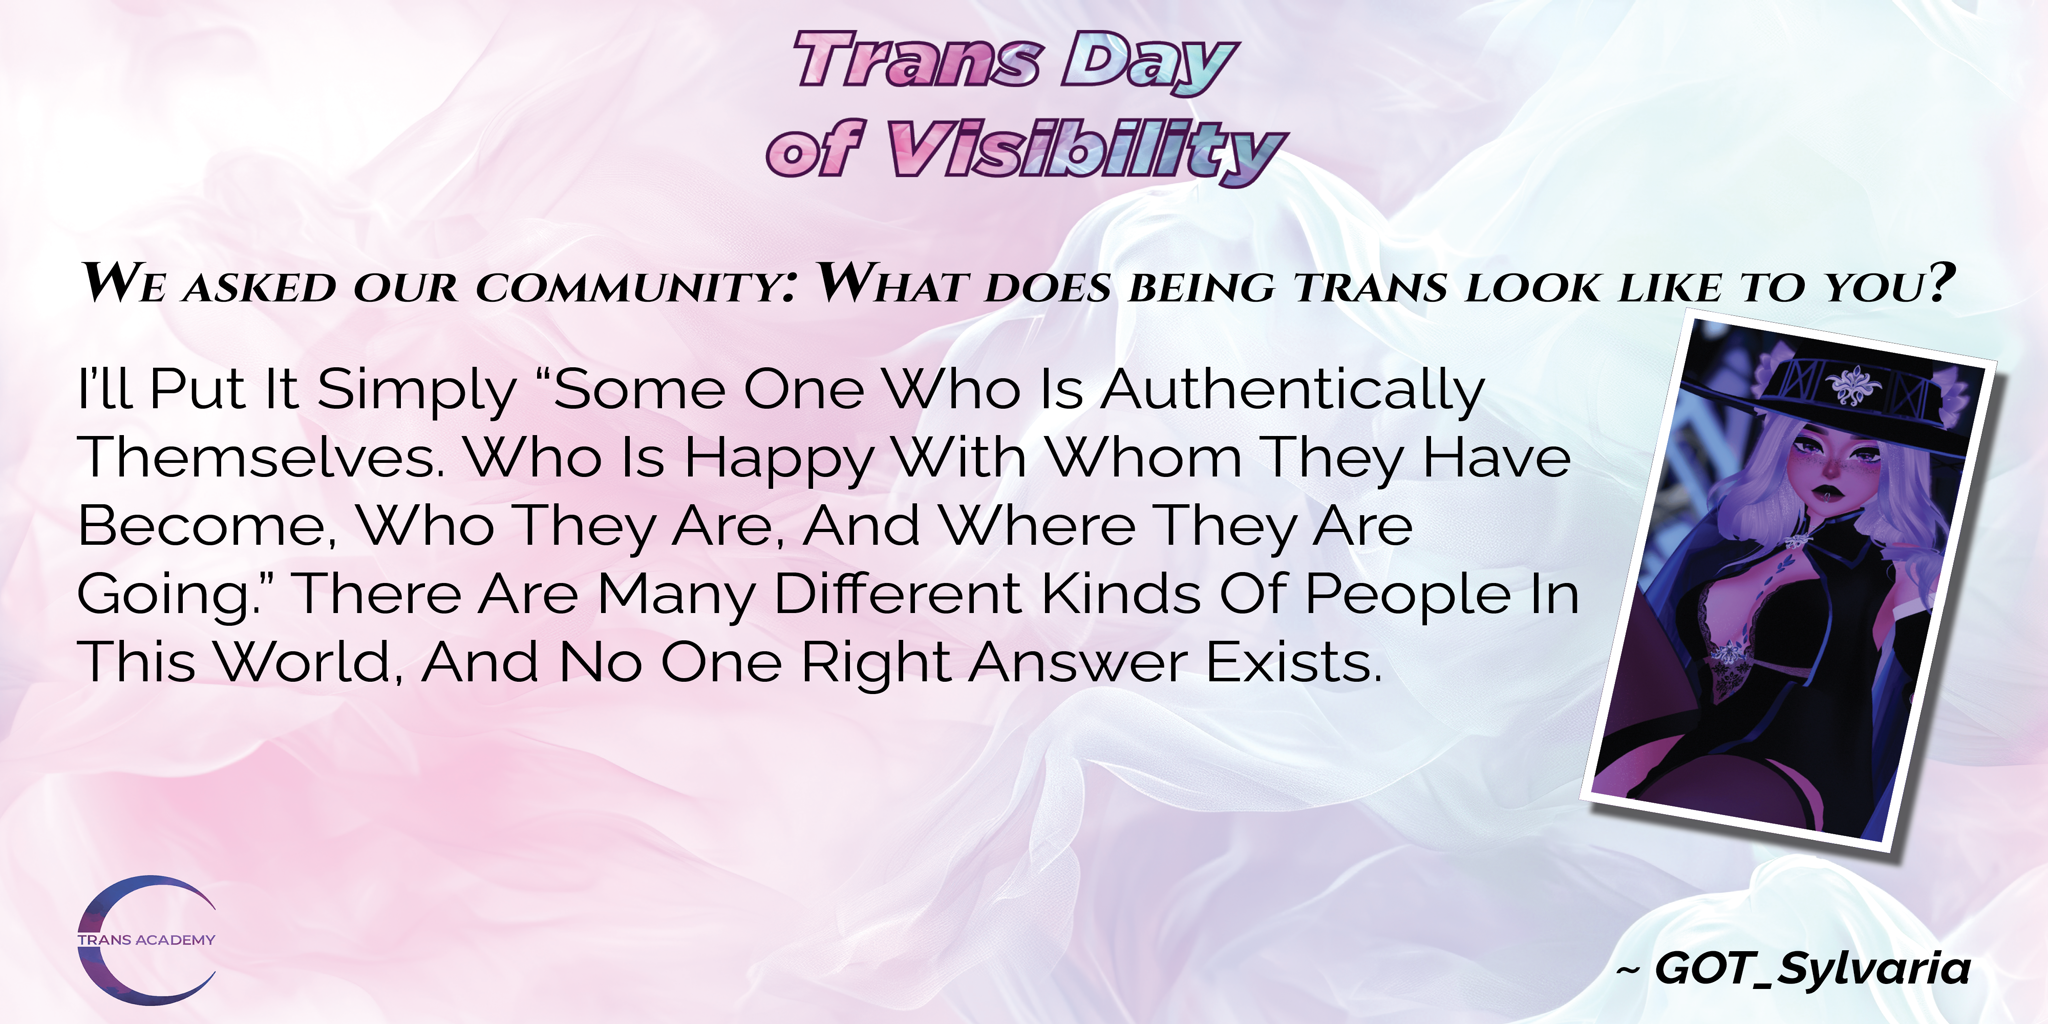 Trans Day
of Visibility
We asked our community: What does being trans look like to you?
I'll Put It Simply “Some One Who Is Authentically
Themselves. Who Is Happy With Whom They Have
Become, Who They Are, And Where They Are
Going.” There Are Many Different Kinds Of People In
This World, And No One Right Answer Exists.
TRANS ACADEMY
~ GOT_Sylvaria